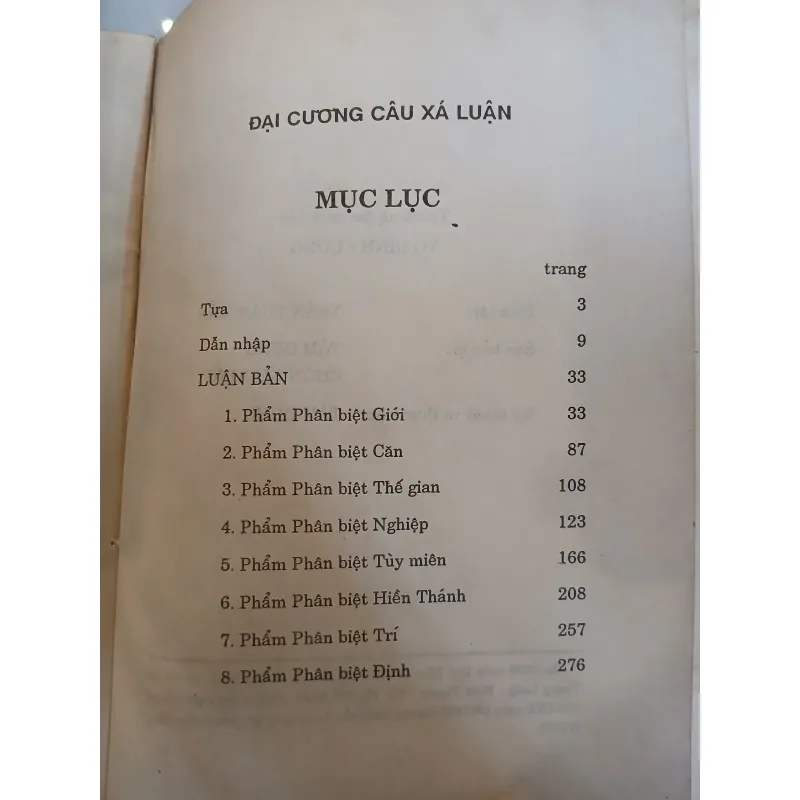 ĐẠI CƯƠNG CÂU XÁ LUẬN
MỤC LỤC
trang
Tựa 3
Dẫn nhập 9
LUẬN BẢN 33
1. Phẩm Phân biệt Giới 33
2. Phẩm Phân biệt Căn 87
3. Phẩm Phân biệt Thế gian 108
4. Phẩm Phân biệt Nghiệp 123
5. Phẩm Phân biệt Tùy miên 166
6. Phẩm Phân biệt Hiền Thánh 208
7. Phẩm Phân biệt Trí 257
8. Phẩm Phân biệt Định 276